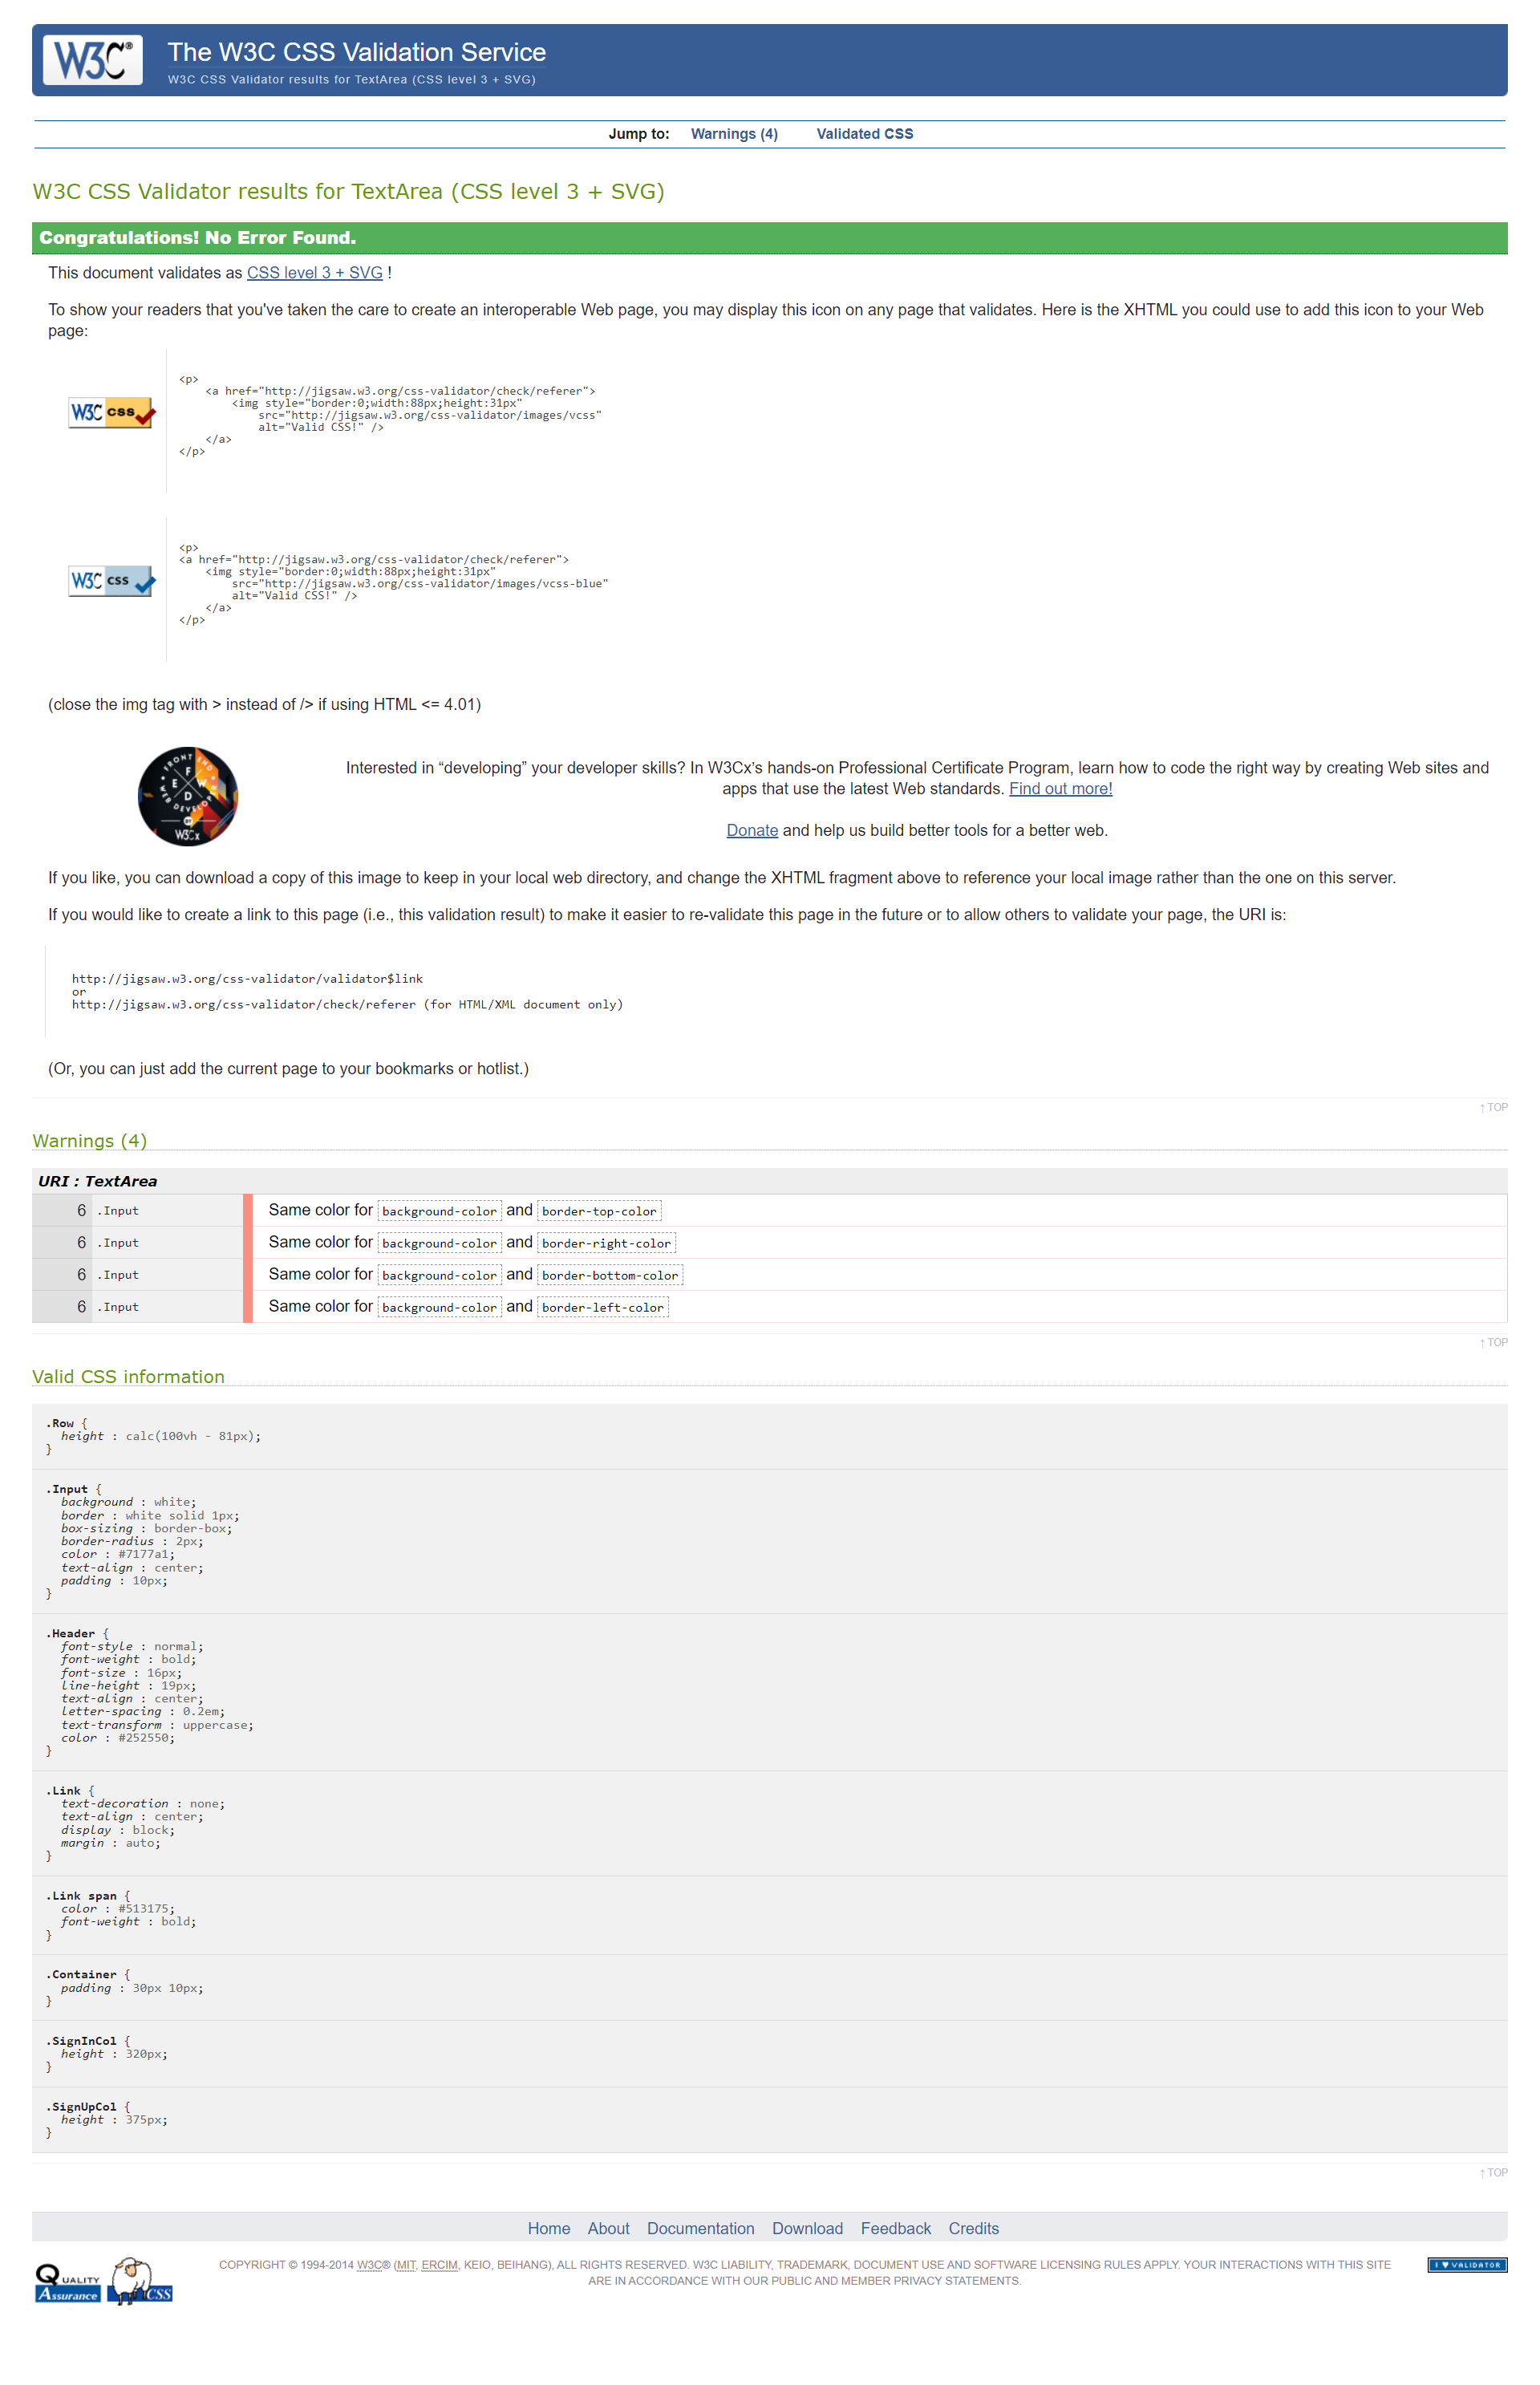 W3C®
The W3C CSS Validation Service
W3C CSS Validator results for TextArea (CSS level 3 + SVG)
Jump to: Warnings (4) Validated CSS
W3C CSS Validator results for TextArea (CSS level 3 + SVG)
Congratulations! No Error Found.
This document validates as CSS level 3 + SVG !
To show your readers that you've taken the care to create an interoperable Web page, you may display this icon on any page that validates. Here is the XHTML you could use to add this icon to your Web
page:
W3C css
<p>
    <a href="http://jigsaw.w3.org/css-validator/check/referer">
        <img style="border:0;width:88px;height:31px"
            src="http://jigsaw.w3.org/css-validator/images/vcss"
            alt="Valid CSS!" />
    </a>
</p>
W3C css
<p>
<a href="http://jigsaw.w3.org/css-validator/check/referer">
    <img style="border:0;width:88px;height:31px"
        src="http://jigsaw.w3.org/css-validator/images/vcss-blue"
        alt="Valid CSS!" />
    </a>
</p>
(close the img tag with > instead of /> if using HTML <= 4.01)
FRONT END
F
E W
D
WEB DEVELOPER
BY
W3Cx
Interested in “developing” your developer skills? In W3Cx’s hands-on Professional Certificate Program, learn how to code the right way by creating Web sites and
apps that use the latest Web standards. Find out more!
Donate and help us build better tools for a better web.
If you like, you can download a copy of this image to keep in your local web directory, and change the XHTML fragment above to reference your local image rather than the one on this server.
If you would like to create a link to this page (i.e., this validation result) to make it easier to re-validate this page in the future or to allow others to validate your page, the URI is:
http://jigsaw.w3.org/css-validator/validator$link
or
http://jigsaw.w3.org/css-validator/check/referer (for HTML/XML document only)
(Or, you can just add the current page to your bookmarks or hotlist.)
↑ TOP
Warnings (4)
URI : TextArea
6 .Input Same color for background-color and border-top-color
6 .Input Same color for background-color and border-right-color
6 .Input Same color for background-color and border-bottom-color
6 .Input Same color for background-color and border-left-color
↑ TOP
Valid CSS information
.Row {
  height : calc(100vh - 81px);
}
.Input {
  background : white;
  border : white solid 1px;
  box-sizing : border-box;
  border-radius : 2px;
  color : #7177a1;
  text-align : center;
  padding : 10px;
}
.Header {
  font-style : normal;
  font-weight : bold;
  font-size : 16px;
  line-height : 19px;
  text-align : center;
  letter-spacing : 0.2em;
  text-transform : uppercase;
  color : #252550;
}
.Link {
  text-decoration : none;
  text-align : center;
  display : block;
  margin : auto;
}
.Link span {
  color : #513175;
  font-weight : bold;
}
.Container {
  padding : 30px 10px;
}
.SignInCol {
  height : 320px;
}
.SignUpCol {
  height : 375px;
}
↑ TOP
Home About Documentation Download Feedback Credits
QUALITY
Assurance
CSS
COPYRIGHT © 1994-2014 W3C® (MIT, ERCIM, KEIO, BEIHANG), ALL RIGHTS RESERVED. W3C LIABILITY, TRADEMARK, DOCUMENT USE AND SOFTWARE LICENSING RULES APPLY. YOUR INTERACTIONS WITH THIS SITE
ARE IN ACCORDANCE WITH OUR PUBLIC AND MEMBER PRIVACY STATEMENTS.
I ♥ VALIDATOR